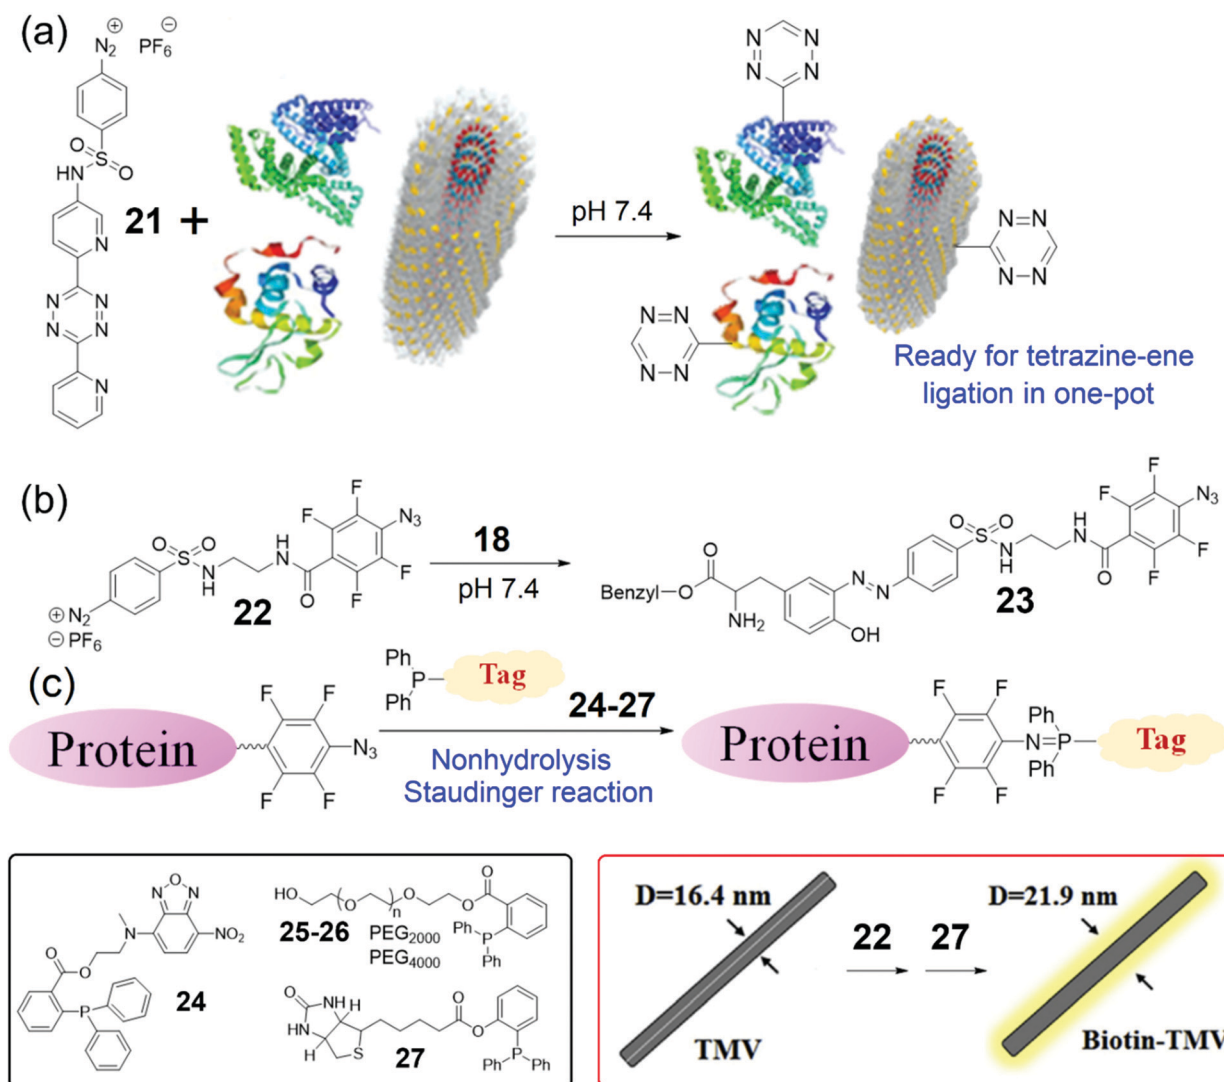 (a)
N2 + PF6 −
O
S
O
HN
21 +
N
N N
N N
N
pH 7.4
N N
N N
N N
N N
N N
N N
Ready for tetrazine-ene
ligation in one-pot
(b)
F
F N3
O O
S N H
H N
F
F
O
N2 +
− PF6
22
18
pH 7.4
Benzyl–O
O
NH2
N=N
OH
O O
S N H
H N
O
F
F N3
F
F
23
(c)
Protein
F F
N3
F F
Ph
P
Ph
Tag
24-27
Nonhydrolysis
Staudinger reaction
Protein
F F
N=P
F F
Ph
Ph
Tag
N O N
N
NO2
O
O
P
24
HO
O
n
O
O
O
25-26
PEG2000
PEG4000
Ph
P
Ph
O
HN NH
H
H
S
27
O
O
Ph P Ph
D=16.4 nm
TMV
22 27
D=21.9 nm
Biotin-TMV